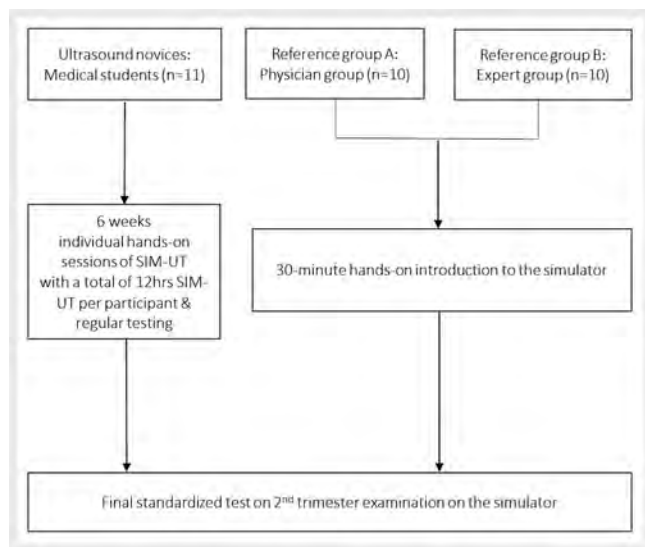 Ultrasound novices:
Medical students (n=11)
Reference group A:
Physician group (n=10)
Reference group B:
Expert group (n=10)
6 weeks
individual hands-on
sessions of SIM-UT
with a total of 12hrs SIM-
UT per participant &
regular testing
30-minute hands-on introduction to the simulator
Final standardized test on 2nd trimester examination on the simulator